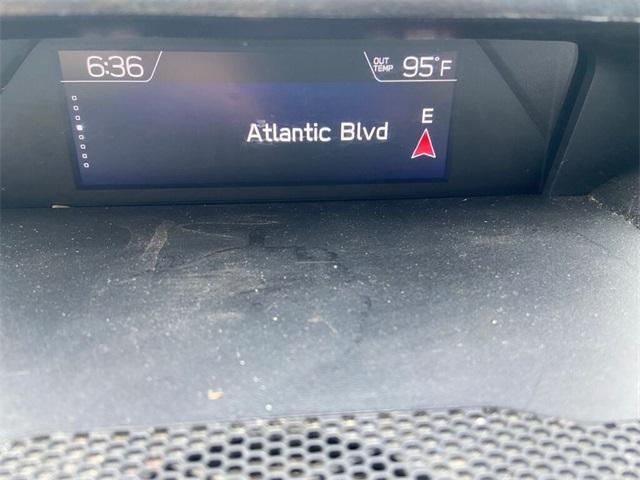 6:36 OUT TEMP 95°F
E
Atlantic Blvd